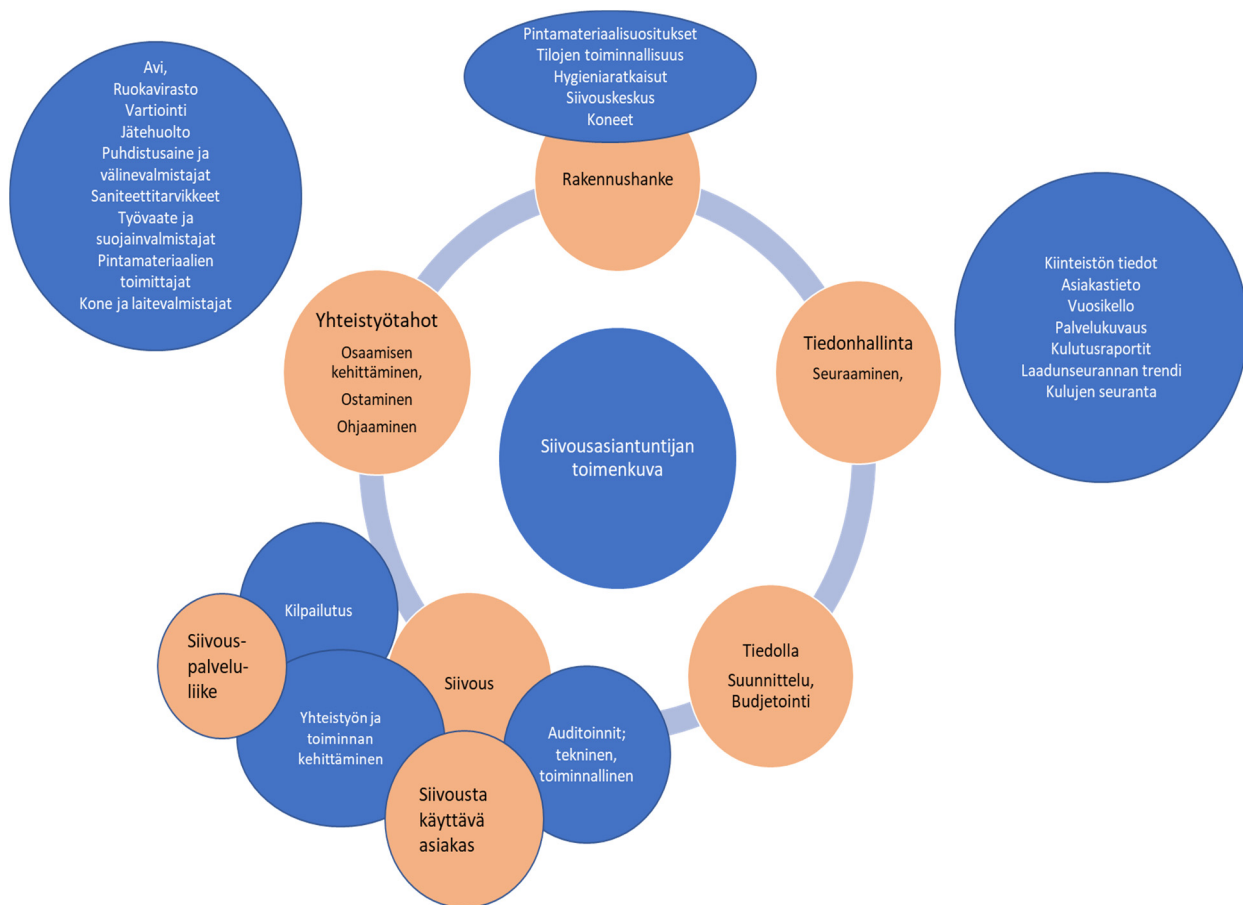 Pintamateriaalisuositukset
Tilojen toiminnallisuus
Hygieniaratkaisut
Siivouskeskus
Koneet
Avi,
Ruokavirasto
Vartiointi
Jätehuolto
Puhdistusaine ja
välinevalmistajat
Saniteettitarvikkeet
Työvaate ja
suojainvalmistajat
Pintamateriaalien
toimittajat
Kone ja laitevalmistajat
Rakennushanke
Kiinteistön tiedot
Asiakastieto
Vuosikello
Palvelukuvaus
Kulutusraportit
Laadunseurannan trendi
Kulujen seuranta
Yhteistyötahot
Osaamisen
kehittäminen,
Ostaminen
Ohjaaminen
Tiedonhallinta
Seuraaminen,
Siivousasiantuntijan
toimenkuva
Kilpailutus
Siivous-
palvelu-
liike
Siivous
Tiedolla
Suunnittelu,
Budjetointi
Yhteistyön ja
toiminnan
kehittäminen
Auditoinnit;
tekninen,
toiminnallinen
Siivousta
käyttävä
asiakas